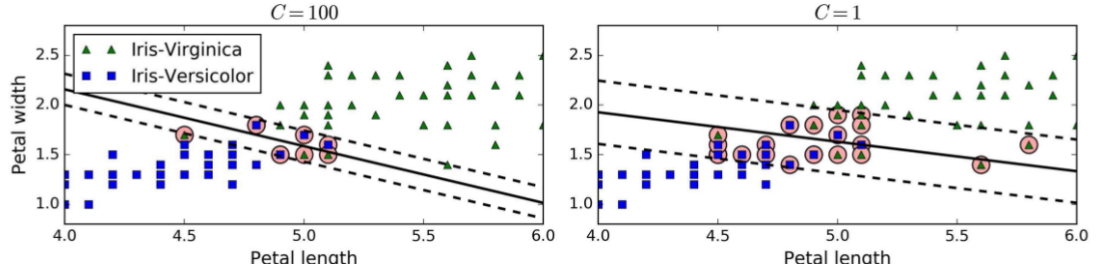 C = 100
C = 1
Petal width
2.5
2.0
1.5
1.0
Iris-Virginica
Iris-Versicolor
4.0 4.5 5.0 5.5 6.0
Petal length
2.5
2.0
1.5
1.0
4.0 4.5 5.0 5.5 6.0
Petal length